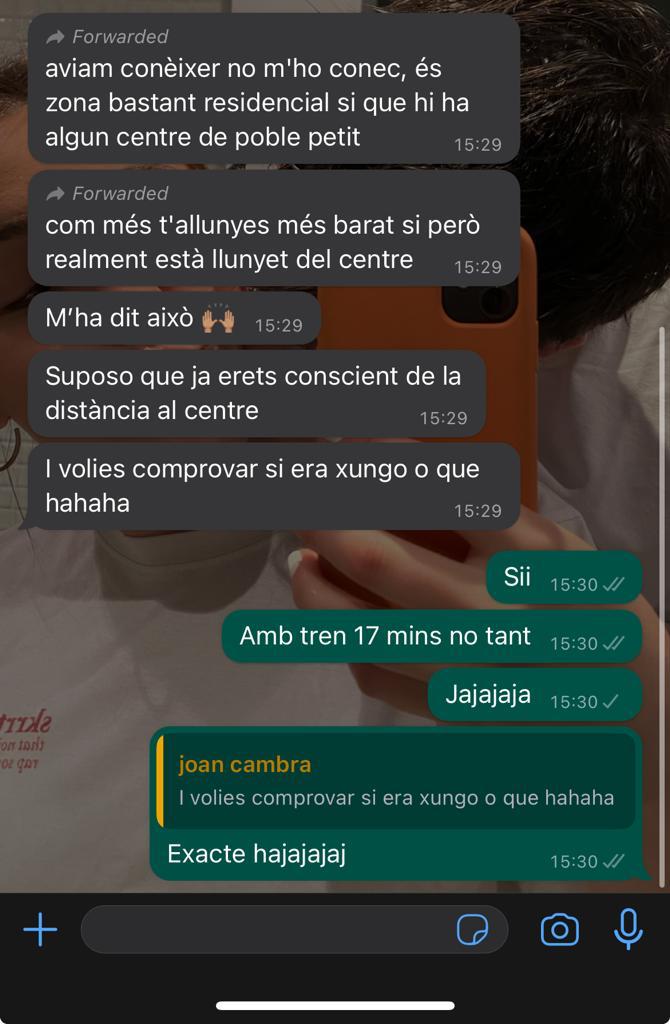 Forwarded
aviam conèixer no m'ho conec, és
zona bastant residencial si que hi ha
algun centre de poble petit
15:29
Forwarded
com més t'allunyes més barat si però
realment està llunyet del centre
15:29
M'ha dit això 🙌🏼 15:29
Suposo que ja erets conscient de la
distància al centre
15:29
I volies comprovar si era xungo o que
hahaha
15:29
Sii 15:30
Amb tren 17 mins no tant 15:30
Jajajaja 15:30
joan cambra
I volies comprovar si era xungo o que hahaha
Exacte hajajajaj 15:30